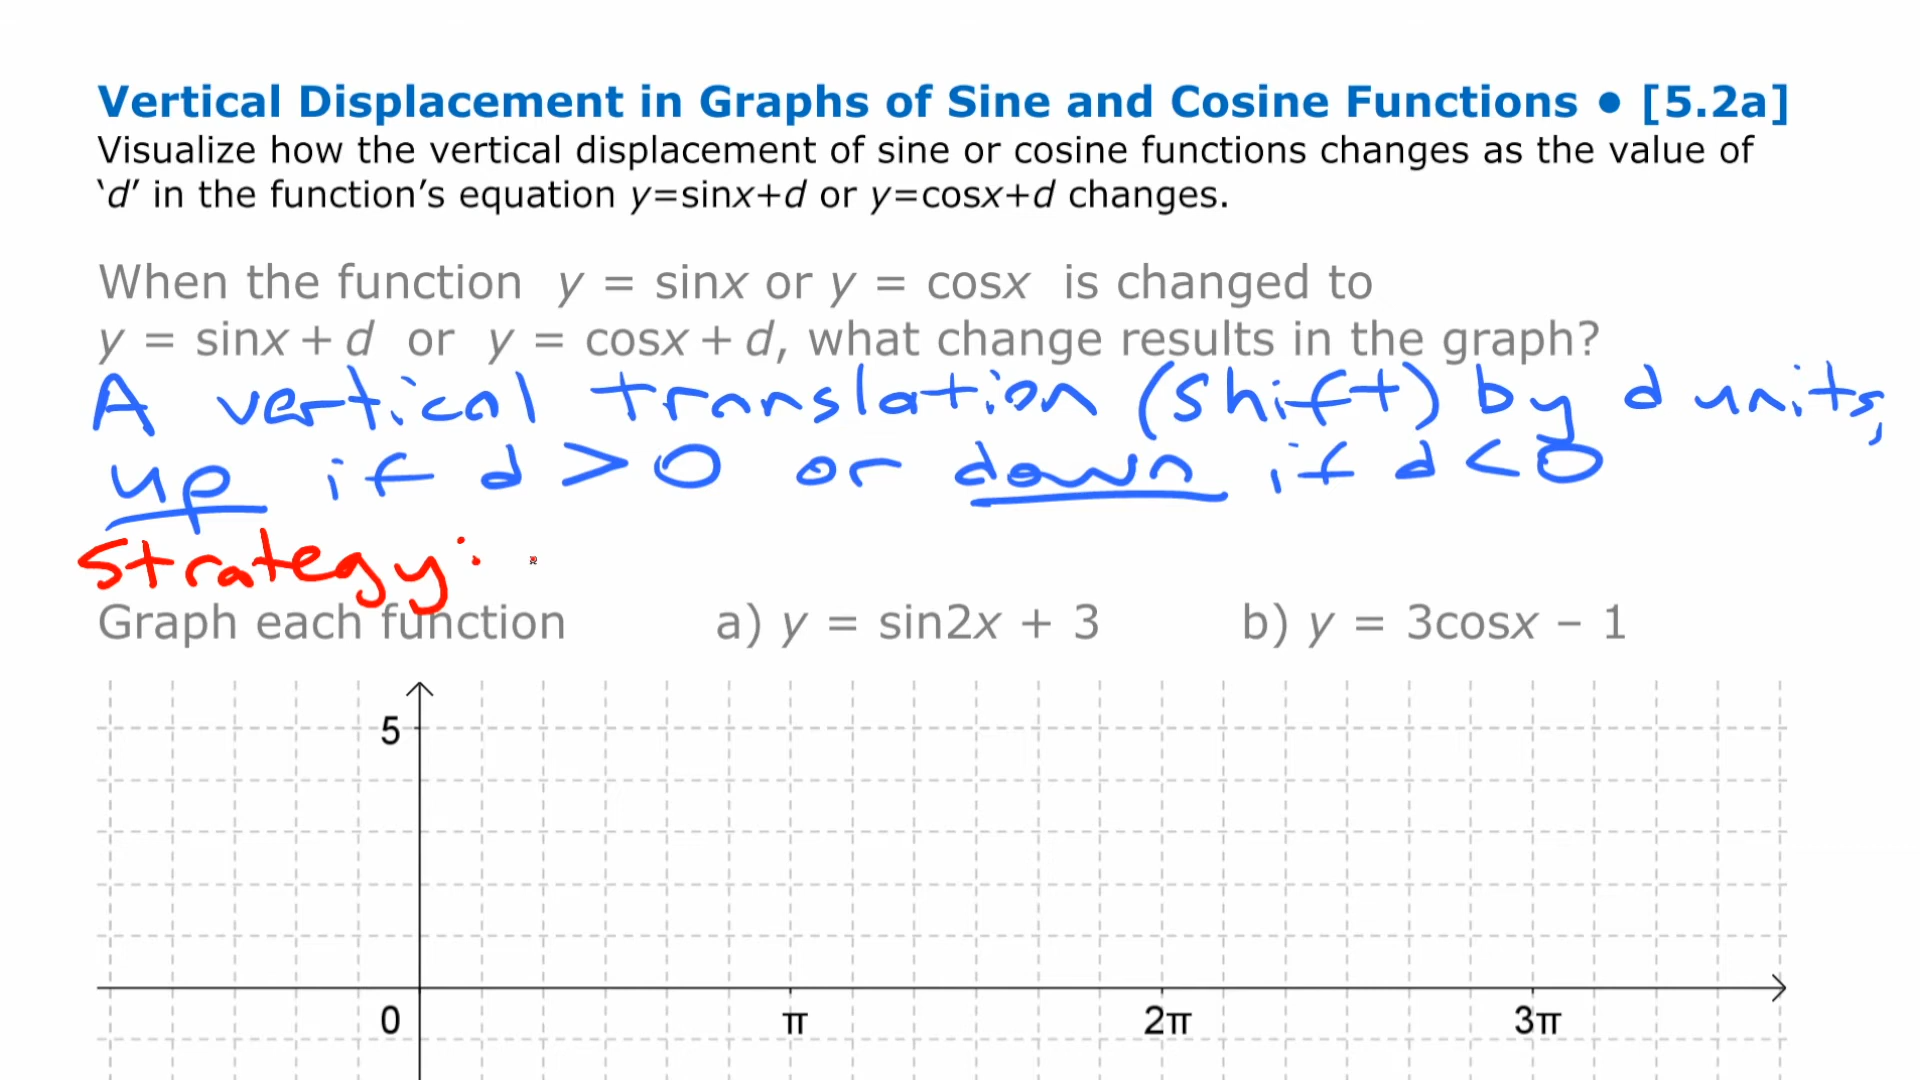 Vertical Displacement in Graphs of Sine and Cosine Functions • [5.2a]
Visualize how the vertical displacement of sine or cosine functions changes as the value of
‘d’ in the function’s equation y=sinx+d or y=cosx+d changes.
When the function y = sinx or y = cosx is changed to
y = sinx + d or y = cosx + d, what change results in the graph?
A vertical translation (shift) by d units,
up if d > 0 or down if d < 0
Strategy:
Graph each function a) y = sin2x + 3 b) y = 3cosx – 1
5
0 π 2π 3π